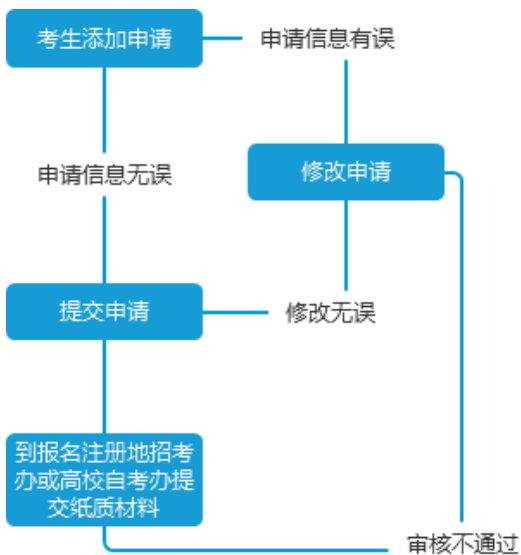 考生添加申请
申请信息有误
申请信息无误
修改申请
提交申请
修改无误
到报名注册地招考
办或高校自考办提
交纸质材料
审核不通过